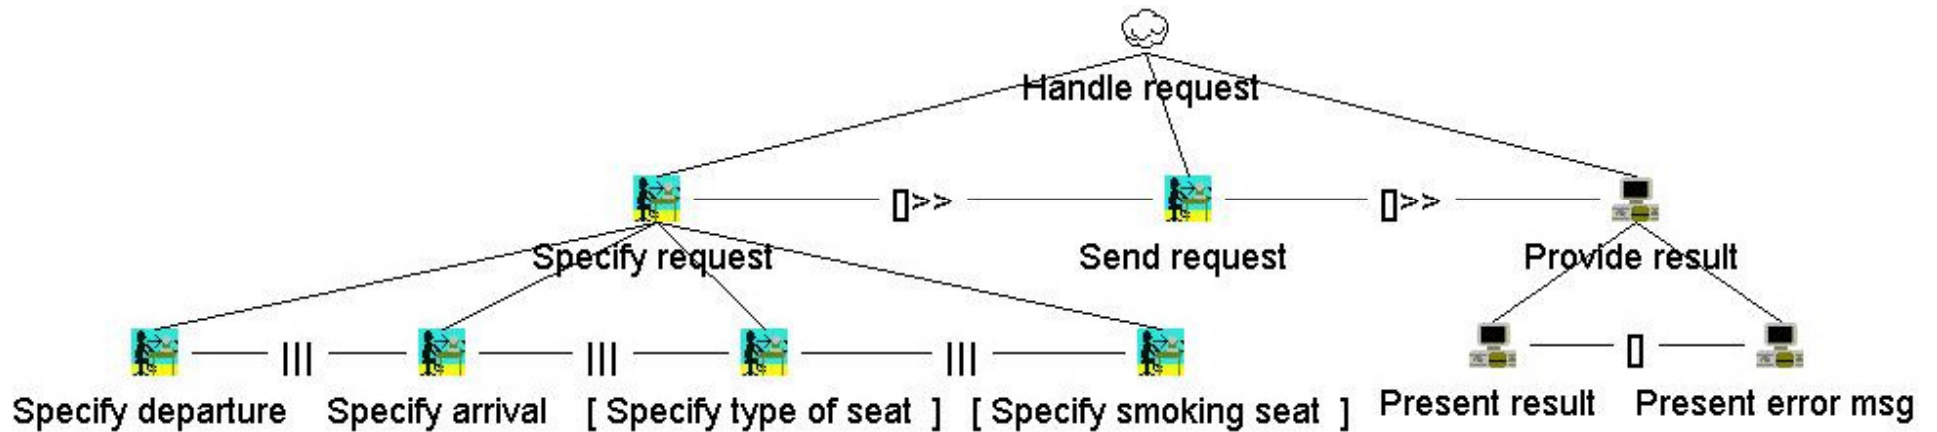 Handle request
[]>> []>>
Specify request Send request Provide result
||| ||| ||| []
Specify departure Specify arrival [ Specify type of seat ] [ Specify smoking seat ] Present result Present error msg